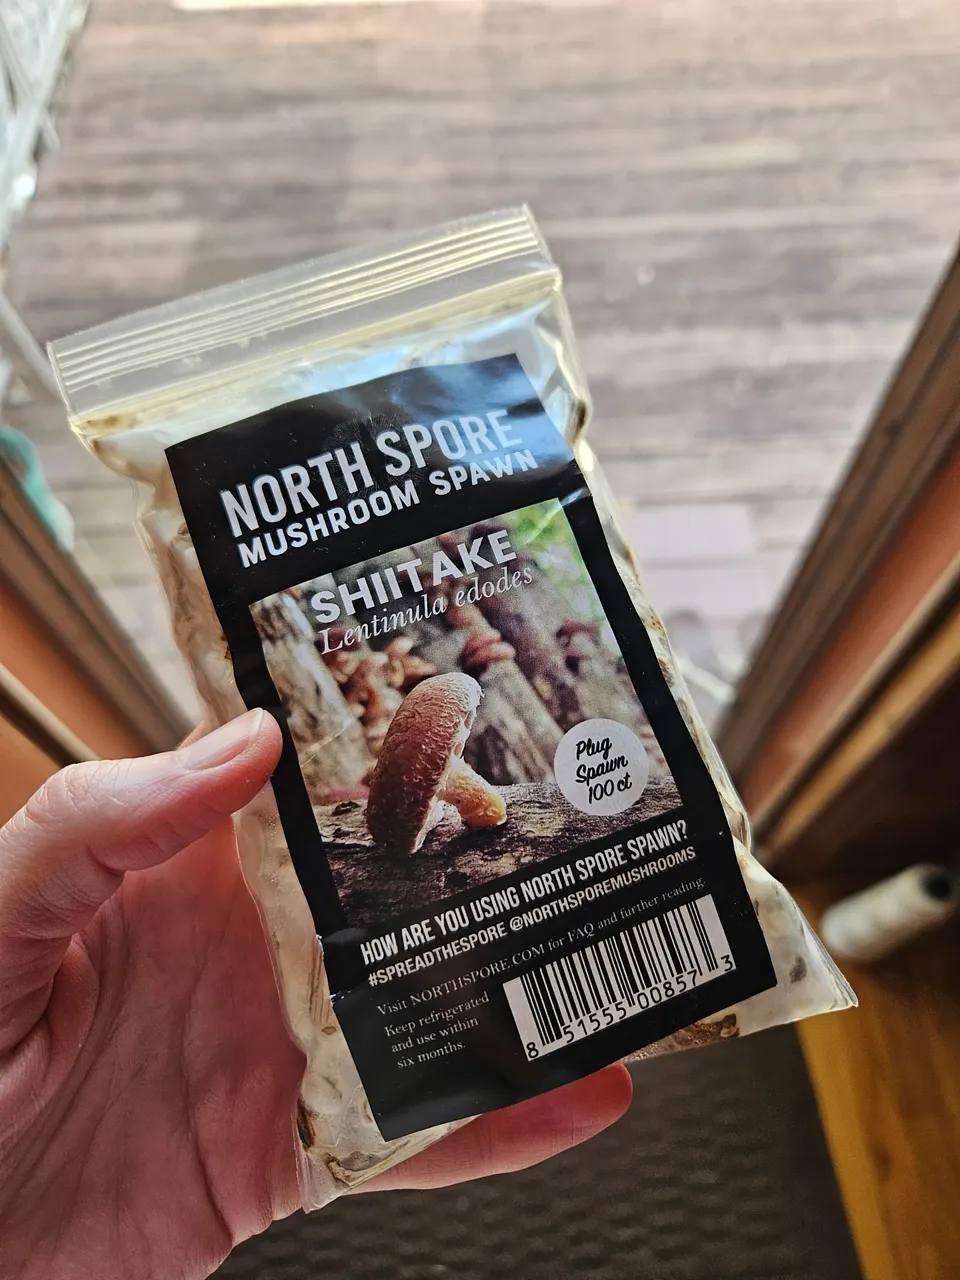 NORTH SPORE
MUSHROOM SPAWN
SHIITAKE
Lentinula edodes
Plug
Spawn
100 ct
HOW ARE YOU USING NORTH SPORE SPAWN?
#SPREADTHESPORE @NORTHSPOREMUSHROOMS
Visit NORTHSPORE.COM for FAQ and further reading.
Keep refrigerated
and use within
six months.
8 51555 00857 3